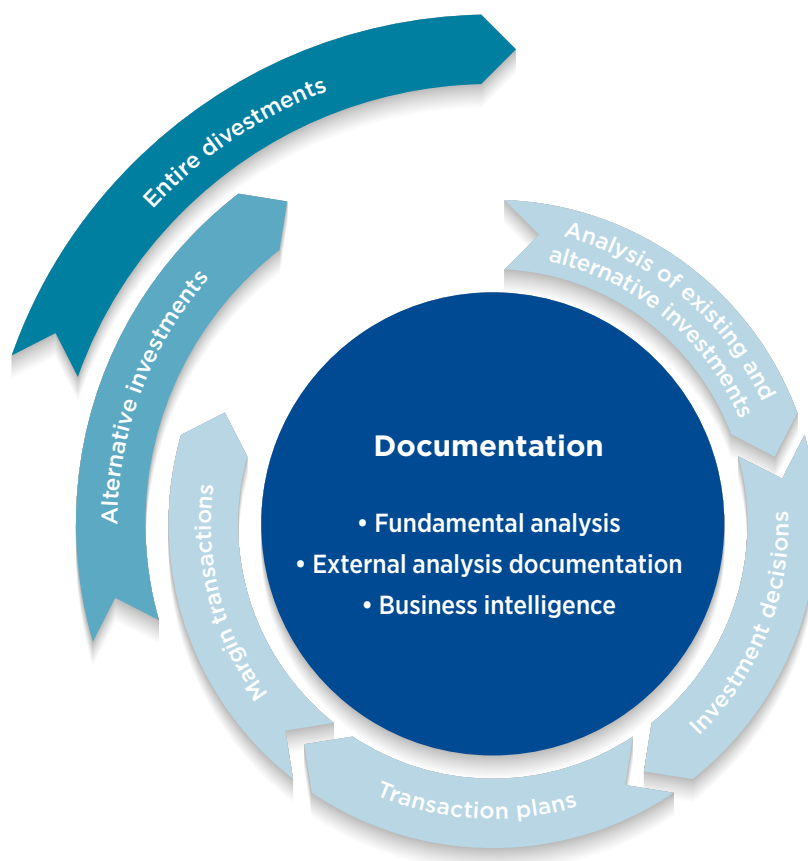 Entire divestments
Alternative investments
Analysis of existing and
alternative investments
Documentation
• Fundamental analysis
• External analysis documentation
• Business intelligence
Margin transactions
Investment decisions
Transaction plans